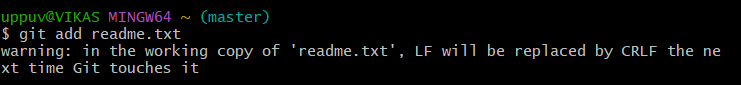 uppuv@VIKAS MINGW64 ~ (master)
$ git add readme.txt
warning: in the working copy of 'readme.txt', LF will be replaced by CRLF the ne
xt time Git touches it